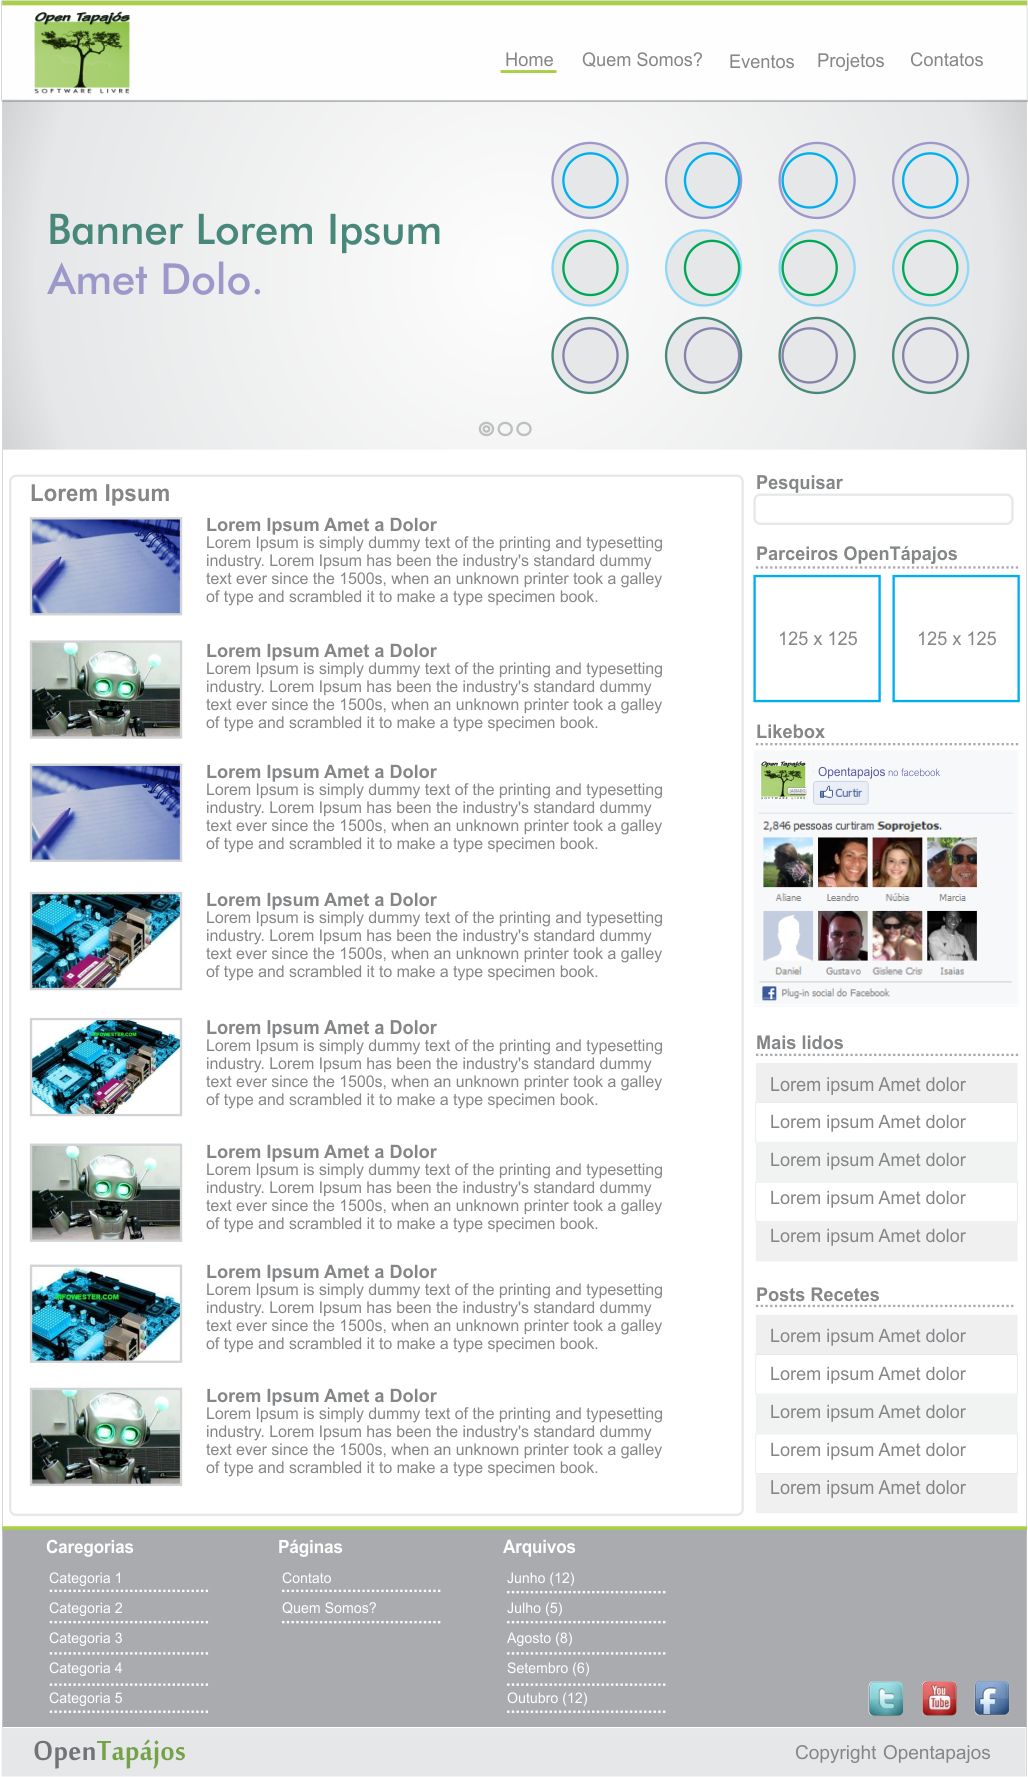 Open Tapajós
SOFTWARE LIVRE
Home
Quem Somos?
Eventos
Projetos
Contatos
Banner Lorem Ipsum
Amet Dolo.
Lorem Ipsum
Lorem Ipsum Amet a Dolor
Lorem Ipsum is simply dummy text of the printing and typesetting
industry. Lorem Ipsum has been the industry's standard dummy
text ever since the 1500s, when an unknown printer took a galley
of type and scrambled it to make a type specimen book.
Lorem Ipsum Amet a Dolor
Lorem Ipsum is simply dummy text of the printing and typesetting
industry. Lorem Ipsum has been the industry's standard dummy
text ever since the 1500s, when an unknown printer took a galley
of type and scrambled it to make a type specimen book.
Lorem Ipsum Amet a Dolor
Lorem Ipsum is simply dummy text of the printing and typesetting
industry. Lorem Ipsum has been the industry's standard dummy
text ever since the 1500s, when an unknown printer took a galley
of type and scrambled it to make a type specimen book.
Lorem Ipsum Amet a Dolor
Lorem Ipsum is simply dummy text of the printing and typesetting
industry. Lorem Ipsum has been the industry's standard dummy
text ever since the 1500s, when an unknown printer took a galley
of type and scrambled it to make a type specimen book.
INFOWESTER.COM
Lorem Ipsum Amet a Dolor
Lorem Ipsum is simply dummy text of the printing and typesetting
industry. Lorem Ipsum has been the industry's standard dummy
text ever since the 1500s, when an unknown printer took a galley
of type and scrambled it to make a type specimen book.
Lorem Ipsum Amet a Dolor
Lorem Ipsum is simply dummy text of the printing and typesetting
industry. Lorem Ipsum has been the industry's standard dummy
text ever since the 1500s, when an unknown printer took a galley
of type and scrambled it to make a type specimen book.
INFOWESTER.COM
Lorem Ipsum Amet a Dolor
Lorem Ipsum is simply dummy text of the printing and typesetting
industry. Lorem Ipsum has been the industry's standard dummy
text ever since the 1500s, when an unknown printer took a galley
of type and scrambled it to make a type specimen book.
Lorem Ipsum Amet a Dolor
Lorem Ipsum is simply dummy text of the printing and typesetting
industry. Lorem Ipsum has been the industry's standard dummy
text ever since the 1500s, when an unknown printer took a galley
of type and scrambled it to make a type specimen book.
Pesquisar
Parceiros OpenTápajos
125 x 125
125 x 125
Likebox
Open Tapajós
SOFTWARE LIVRE
Opentapajos no facebook
Curtir
2,846 pessoas curtiram Soprojetos.
Aliane Leandro Núbia Marcia
Daniel Gustavo Gislene Cris Isaias
Plug-in social do Facebook
Mais lidos
Lorem ipsum Amet dolor
Lorem ipsum Amet dolor
Lorem ipsum Amet dolor
Lorem ipsum Amet dolor
Lorem ipsum Amet dolor
Posts Recetes
Lorem ipsum Amet dolor
Lorem ipsum Amet dolor
Lorem ipsum Amet dolor
Lorem ipsum Amet dolor
Lorem ipsum Amet dolor
Caregorias
Categoria 1
Categoria 2
Categoria 3
Categoria 4
Categoria 5
Páginas
Contato
Quem Somos?
Arquivos
Junho (12)
Julho (5)
Agosto (8)
Setembro (6)
Outubro (12)
You
Tube
OpenTapájos
Copyright Opentapajos